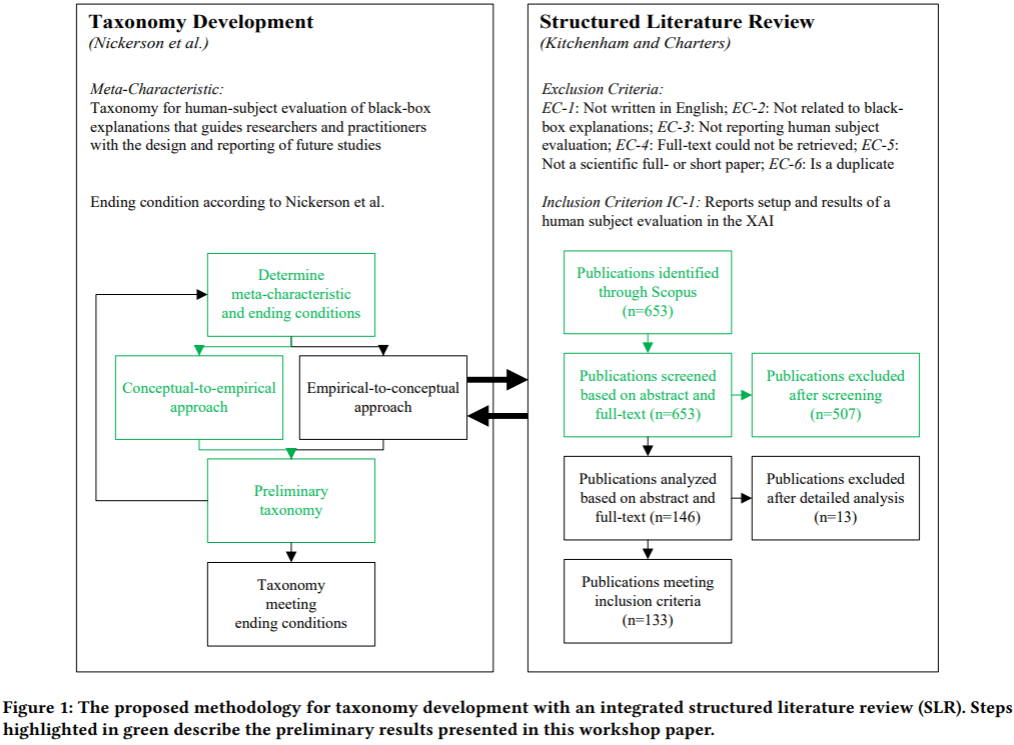 Taxonomy Development
(Nickerson et al.)
Meta-Characteristic:
Taxonomy for human-subject evaluation of black-box
explanations that guides researchers and practitioners
with the design and reporting of future studies
Ending condition according to Nickerson et al.
Determine
meta-characteristic
and ending conditions
Conceptual-to-empirical
approach
Empirical-to-conceptual
approach
Preliminary
taxonomy
Taxonomy
meeting
ending conditions
Structured Literature Review
(Kitchenham and Charters)
Exclusion Criteria:
EC-1: Not written in English; EC-2: Not related to black-
box explanations; EC-3: Not reporting human subject
evaluation; EC-4: Full-text could not be retrieved; EC-5:
Not a scientific full- or short paper; EC-6: Is a duplicate
Inclusion Criterion IC-1: Reports setup and results of a
human subject evaluation in the XAI
Publications identified
through Scopus
(n=653)
Publications screened
based on abstract and
full-text (n=653)
Publications excluded
after screening
(n=507)
Publications analyzed
based on abstract and
full-text (n=146)
Publications excluded
after detailed analysis
(n=13)
Publications meeting
inclusion criteria
(n=133)
Figure 1: The proposed methodology for taxonomy development with an integrated structured literature review (SLR). Steps
highlighted in green describe the preliminary results presented in this workshop paper.